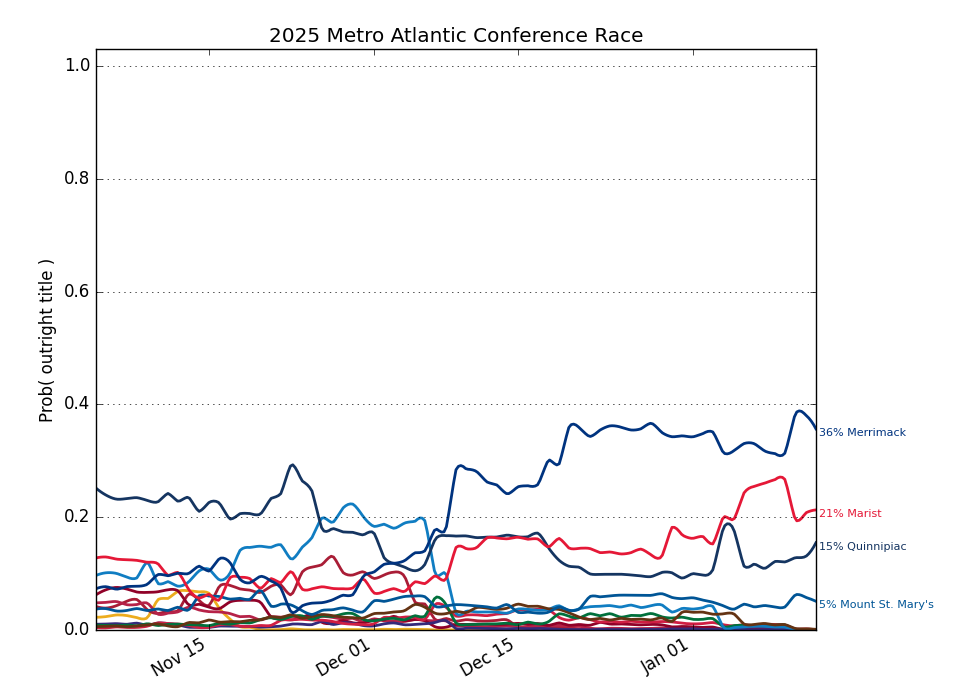 2025 Metro Atlantic Conference Race
1.0
0.8
0.6
0.4
0.2
0.0
Prob( outright title )
36% Merrimack
21% Marist
15% Quinnipiac
5% Mount St. Mary's
Nov 15
Dec 01
Dec 15
Jan 01